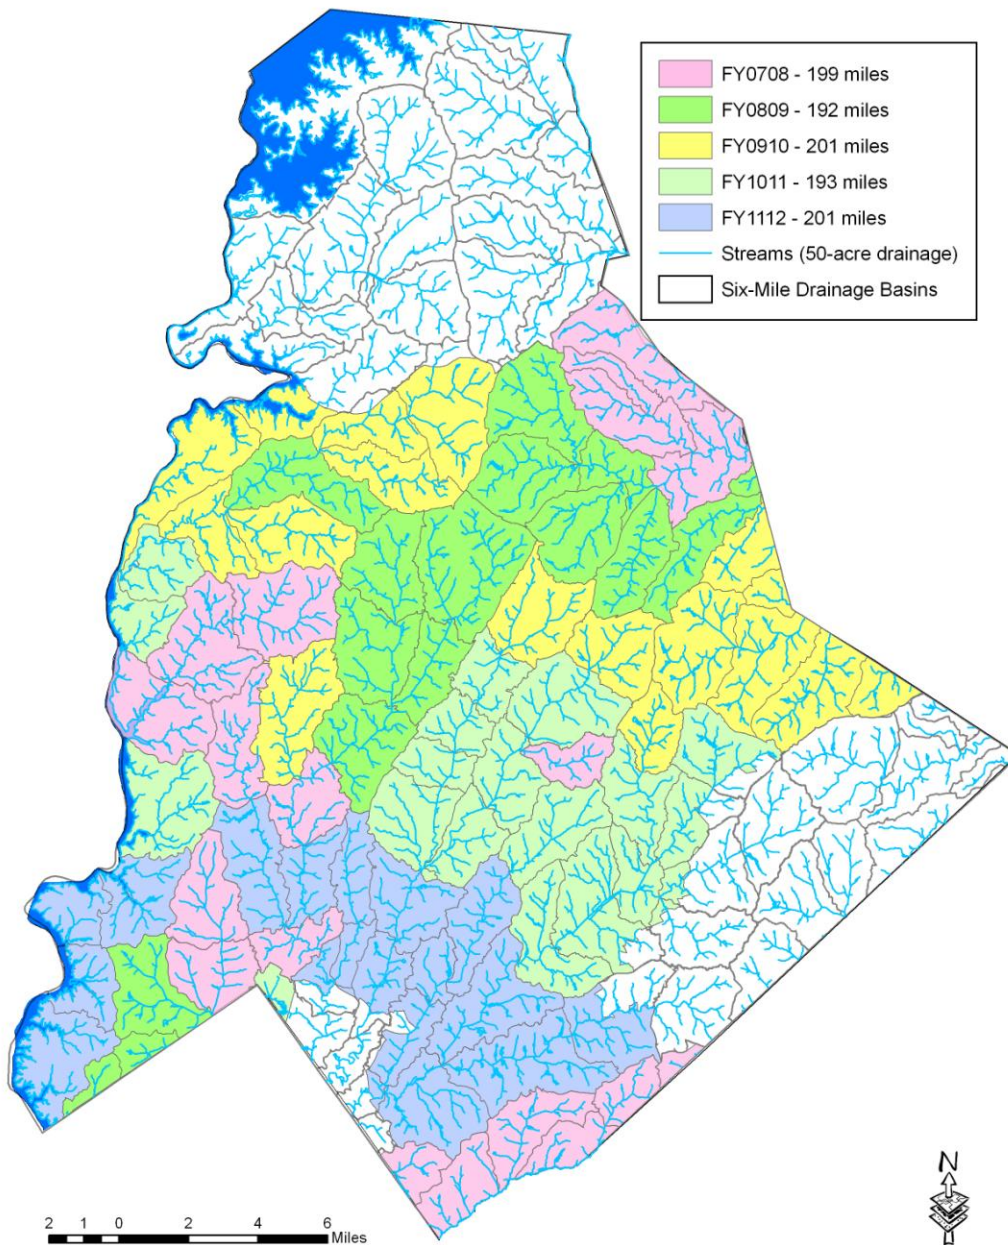 FY0708 - 199 miles
FY0809 - 192 miles
FY0910 - 201 miles
FY1011 - 193 miles
FY1112 - 201 miles
Streams (50-acre drainage)
Six-Mile Drainage Basins
N
2 1 0 2 4 6
Miles